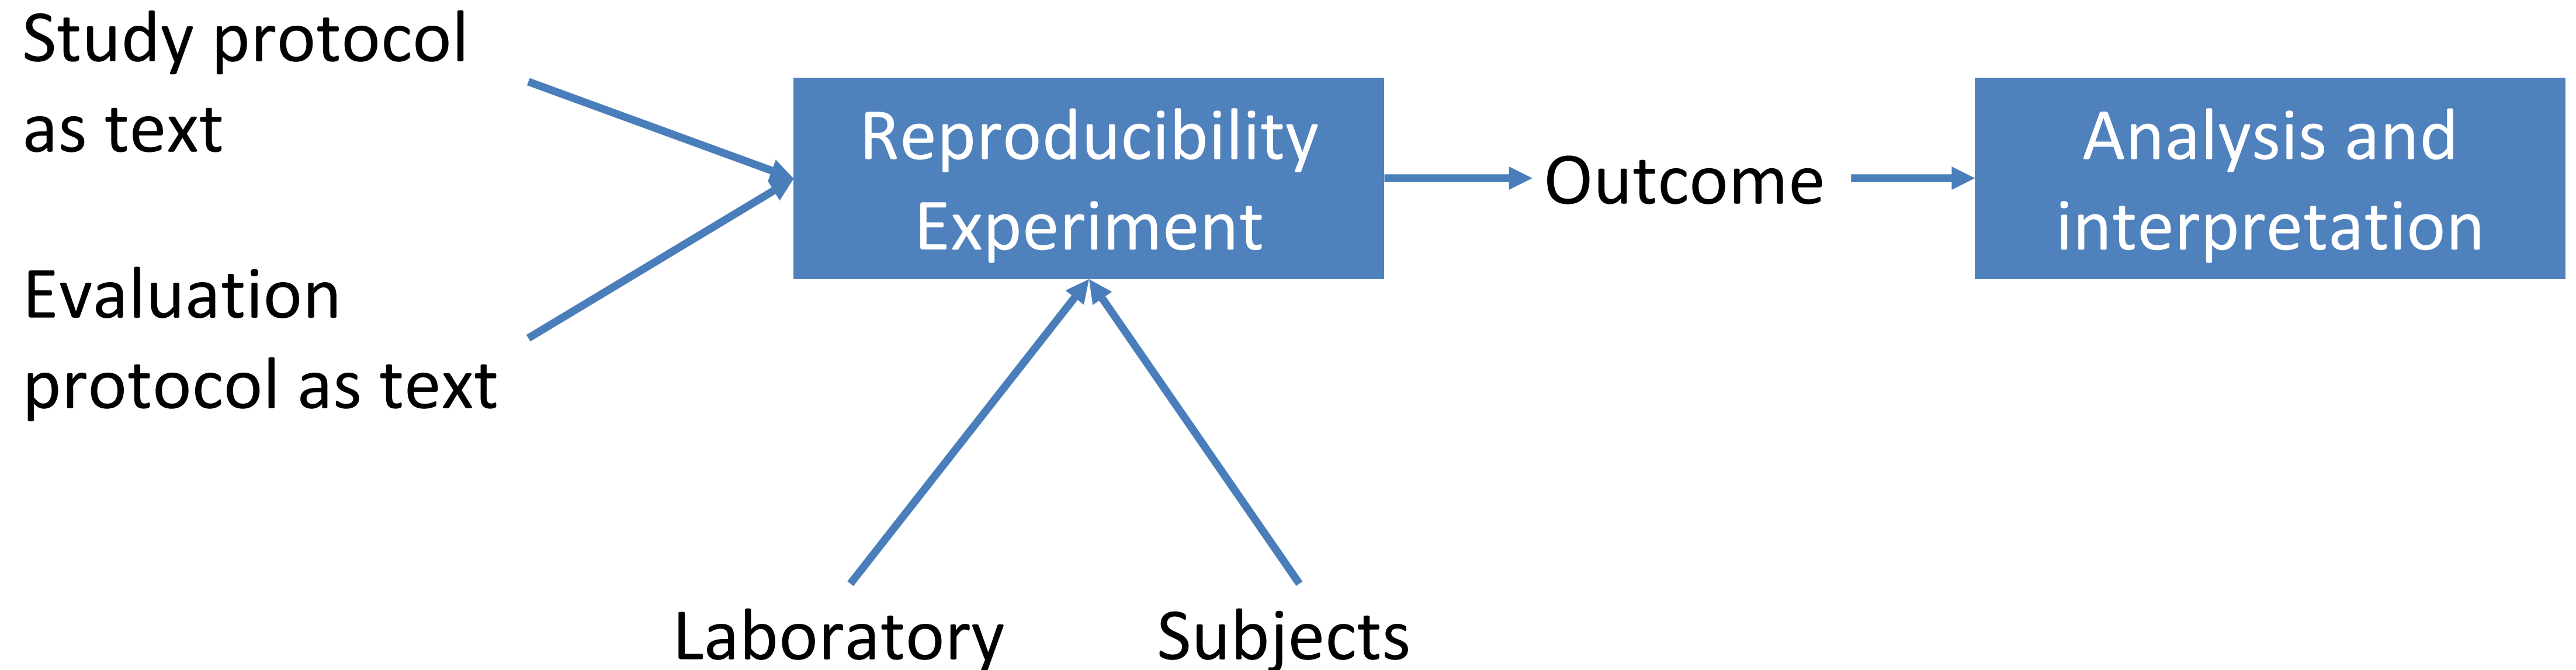 Study protocol
as text
Evaluation
protocol as text
Reproducibility
Experiment
Outcome
Analysis and
interpretation
Laboratory
Subjects